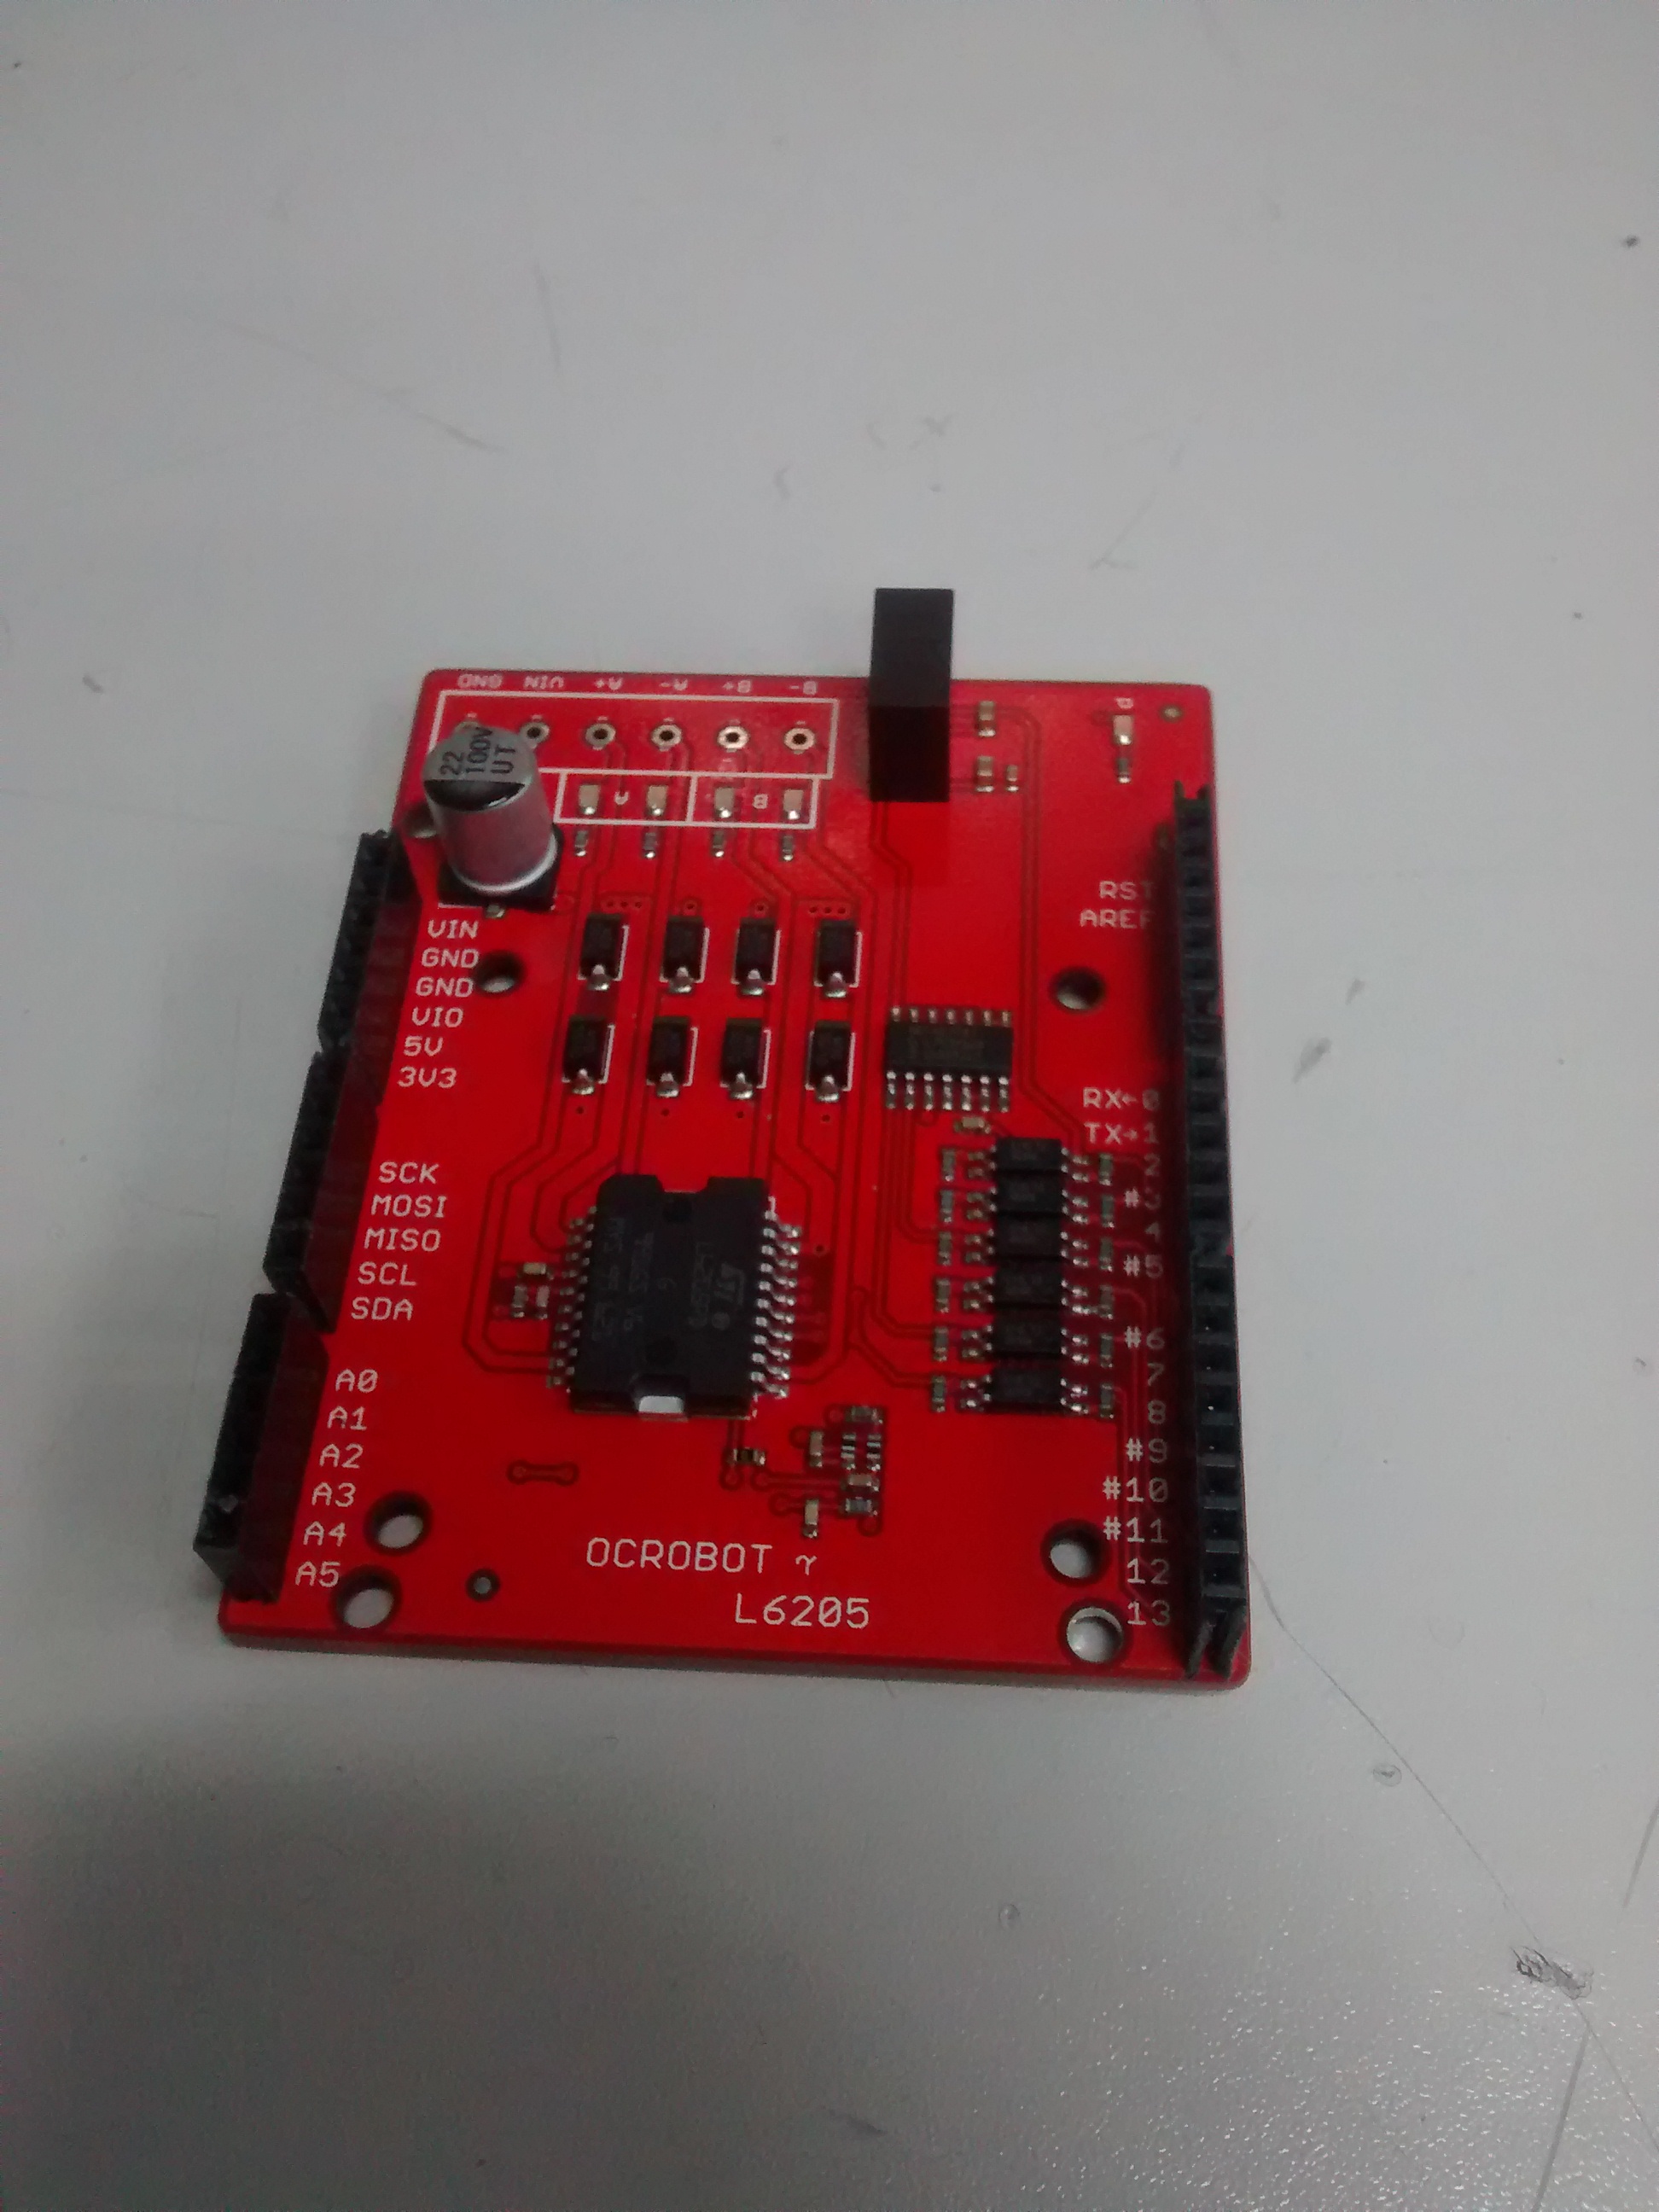 GND VIN A+ A- B+ B-
P
22
100V
UT
A B
VIN
GND
GND
VIO
5V
3V3
SCK
MOSI
MISO
SCL
SDA
A0
A1
A2
A3
A4
A5
RST
AREF
RX←0
TX→1
2
#3
4
#5
#6
7
8
#9
#10
#11
12
13
OCROBOT γ
L6205